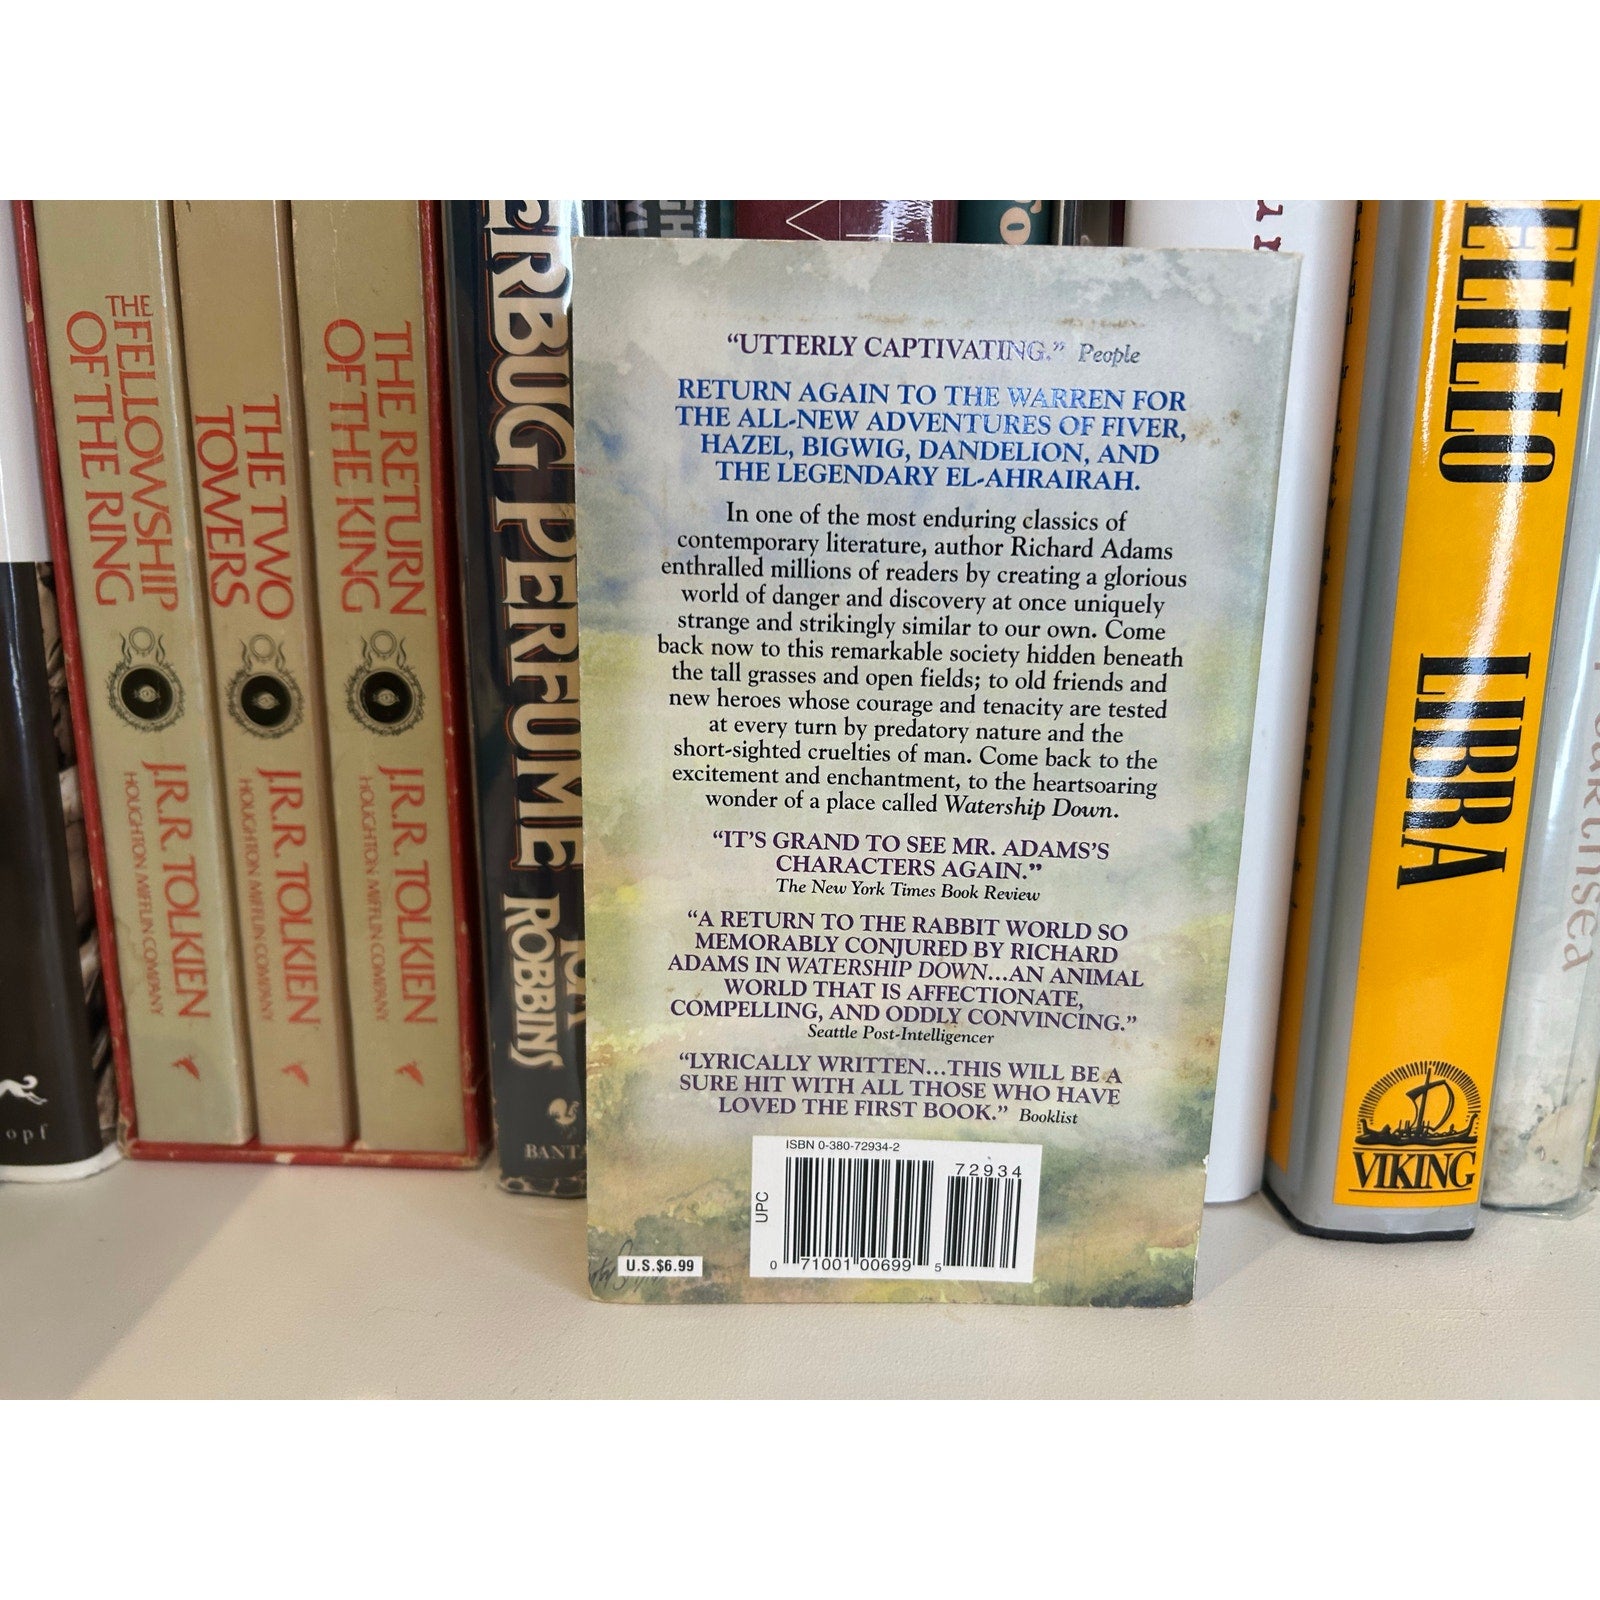 THE FELLOWSHIP
OF THE RING
J.R.R. TOLKIEN
HOUGHTON MIFFLIN COMPANY
THE TWO
TOWERS
J.R.R. TOLKIEN
HOUGHTON MIFFLIN COMPANY
THE RETURN
OF THE KING
J.R.R. TOLKIEN
HOUGHTON MIFFLIN COMPANY
opf
ERBUG PERFUME
ROBBINS
BANTA
“UTTERLY CAPTIVATING.” People
RETURN AGAIN TO THE WARREN FOR
THE ALL-NEW ADVENTURES OF FIVER,
HAZEL, BIGWIG, DANDELION, AND
THE LEGENDARY EL-AHRAIRAH.
In one of the most enduring classics of
contemporary literature, author Richard Adams
enthralled millions of readers by creating a glorious
world of danger and discovery at once uniquely
strange and strikingly similar to our own. Come
back now to this remarkable society hidden beneath
the tall grasses and open fields; to old friends and
new heroes whose courage and tenacity are tested
at every turn by predatory nature and the
short-sighted cruelties of man. Come back to the
excitement and enchantment, to the heartsoaring
wonder of a place called Watership Down.
“IT’S GRAND TO SEE MR. ADAMS’S
CHARACTERS AGAIN.”
The New York Times Book Review
“A RETURN TO THE RABBIT WORLD SO
MEMORABLY CONJURED BY RICHARD
ADAMS IN WATERSHIP DOWN...AN ANIMAL
WORLD THAT IS AFFECTIONATE,
COMPELLING, AND ODDLY CONVINCING.”
Seattle Post-Intelligencer
“LYRICALLY WRITTEN...THIS WILL BE A
SURE HIT WITH ALL THOSE WHO HAVE
LOVED THE FIRST BOOK.” Booklist
ISBN 0-380-72934-2
72934
UPC
0 71001 00699 5
U.S.$6.99
ELILLO
LIBRA
VIKING
earthsea